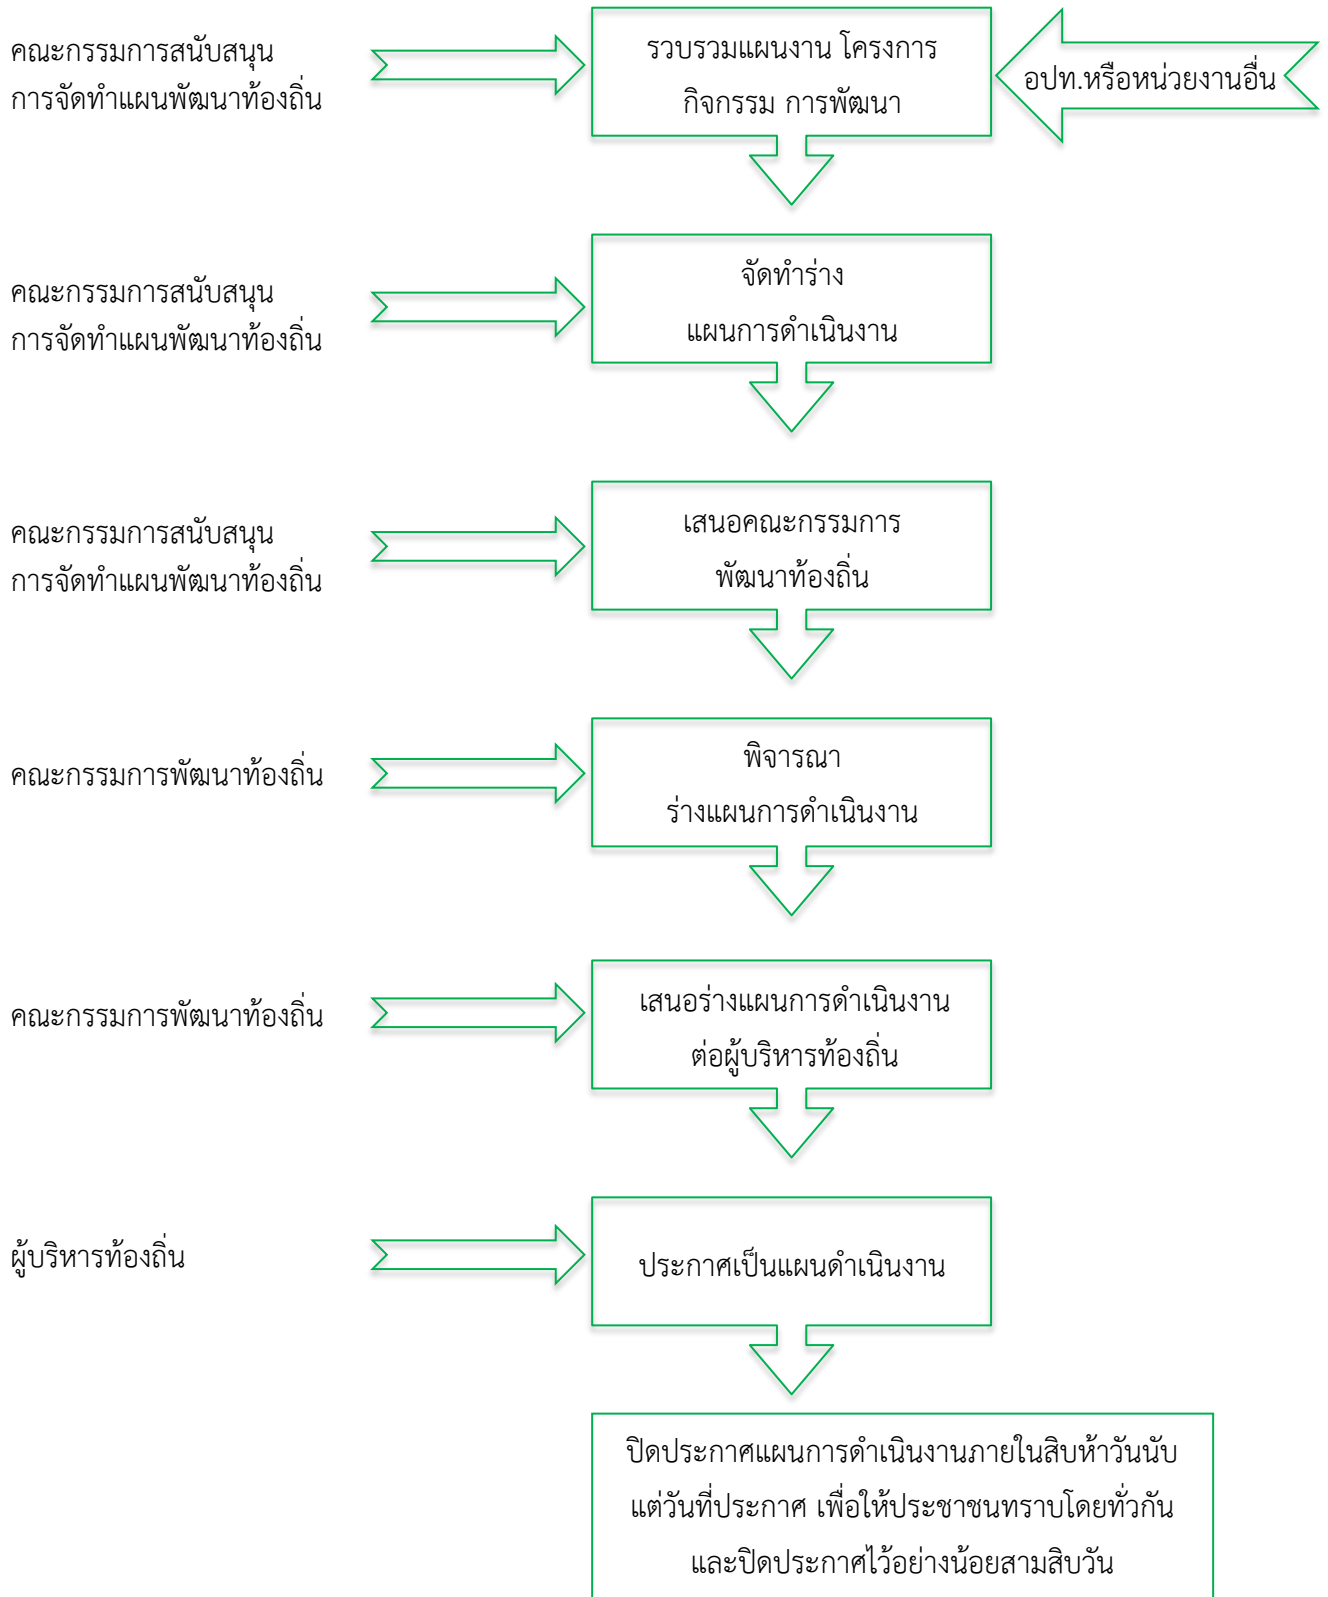 คณะกรรมการสนับสนุน
การจัดทำแผนพัฒนาท้องถิ่น
รวบรวมแผนงาน โครงการ
กิจกรรม การพัฒนา
อปท.หรือหน่วยงานอื่น
คณะกรรมการสนับสนุน
การจัดทำแผนพัฒนาท้องถิ่น
จัดทำร่าง
แผนการดำเนินงาน
คณะกรรมการสนับสนุน
การจัดทำแผนพัฒนาท้องถิ่น
เสนอคณะกรรมการ
พัฒนาท้องถิ่น
คณะกรรมการพัฒนาท้องถิ่น
พิจารณา
ร่างแผนการดำเนินงาน
คณะกรรมการพัฒนาท้องถิ่น
เสนอร่างแผนการดำเนินงาน
ต่อผู้บริหารท้องถิ่น
ผู้บริหารท้องถิ่น
ประกาศเป็นแผนดำเนินงาน
ปิดประกาศแผนการดำเนินงานภายในสิบห้าวันนับ
แต่วันที่ประกาศ เพื่อให้ประชาชนทราบโดยทั่วกัน
และปิดประกาศไว้อย่างน้อยสามสิบวัน